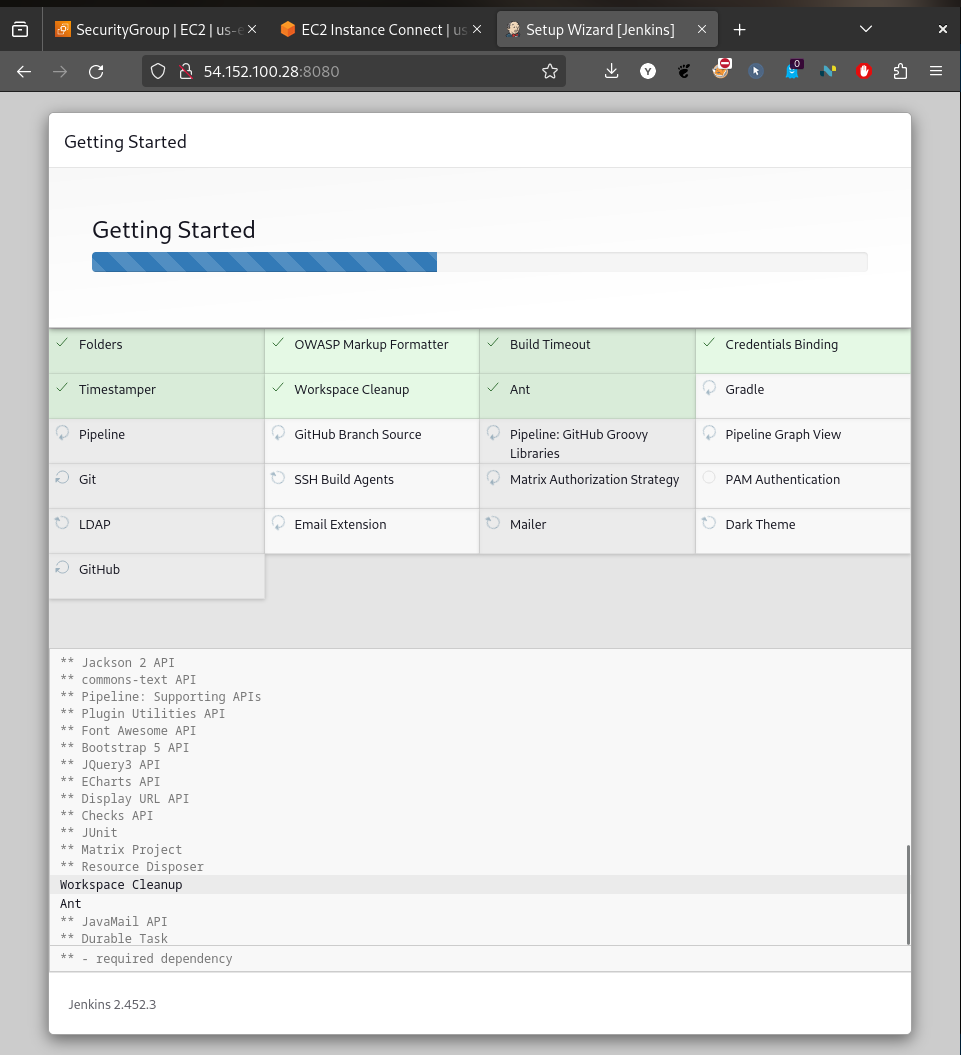 SecurityGroup | EC2 | us-e
EC2 Instance Connect | us
Setup Wizard [Jenkins]
54.152.100.28:8080
0
Getting Started
Getting Started
Folders
OWASP Markup Formatter
Build Timeout
Credentials Binding
Timestamper
Workspace Cleanup
Ant
Gradle
Pipeline
GitHub Branch Source
Pipeline: GitHub Groovy
Libraries
Pipeline Graph View
Git
SSH Build Agents
Matrix Authorization Strategy
PAM Authentication
LDAP
Email Extension
Mailer
Dark Theme
GitHub
** Jackson 2 API
** commons-text API
** Pipeline: Supporting APIs
** Plugin Utilities API
** Font Awesome API
** Bootstrap 5 API
** JQuery3 API
** ECharts API
** Display URL API
** Checks API
** JUnit
** Matrix Project
** Resource Disposer
Workspace Cleanup
Ant
** JavaMail API
** Durable Task
** - required dependency
Jenkins 2.452.3